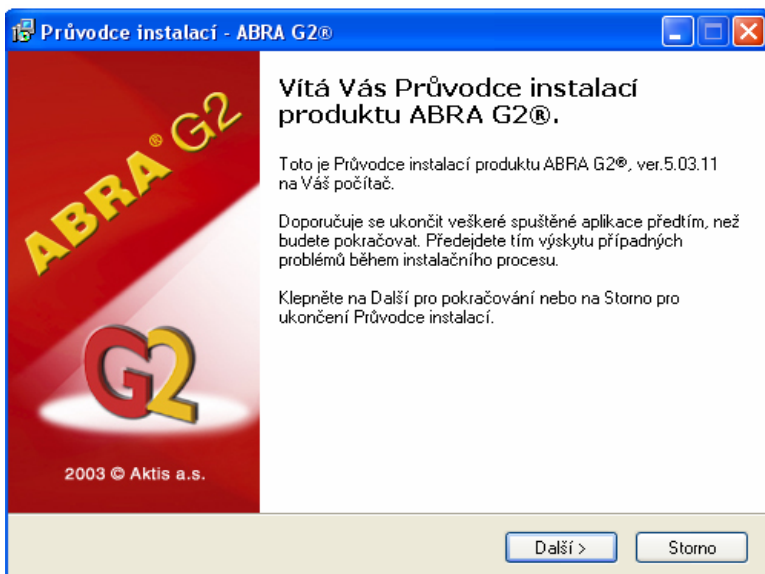 Průvodce instalací - ABRA G2®
ABRA® G2
G2
2003 © Aktis a.s.
Vítá Vás Průvodce instalací
produktu ABRA G2®.
Toto je Průvodce instalací produktu ABRA G2®, ver.5.03.11
na Váš počítač.
Doporučuje se ukončit veškeré spuštěné aplikace předtím, než
budete pokračovat. Předejdete tím výskytu případných
problémů během instalačního procesu.
Klepněte na Další pro pokračování nebo na Storno pro
ukončení Průvodce instalací.
Další >
Storno